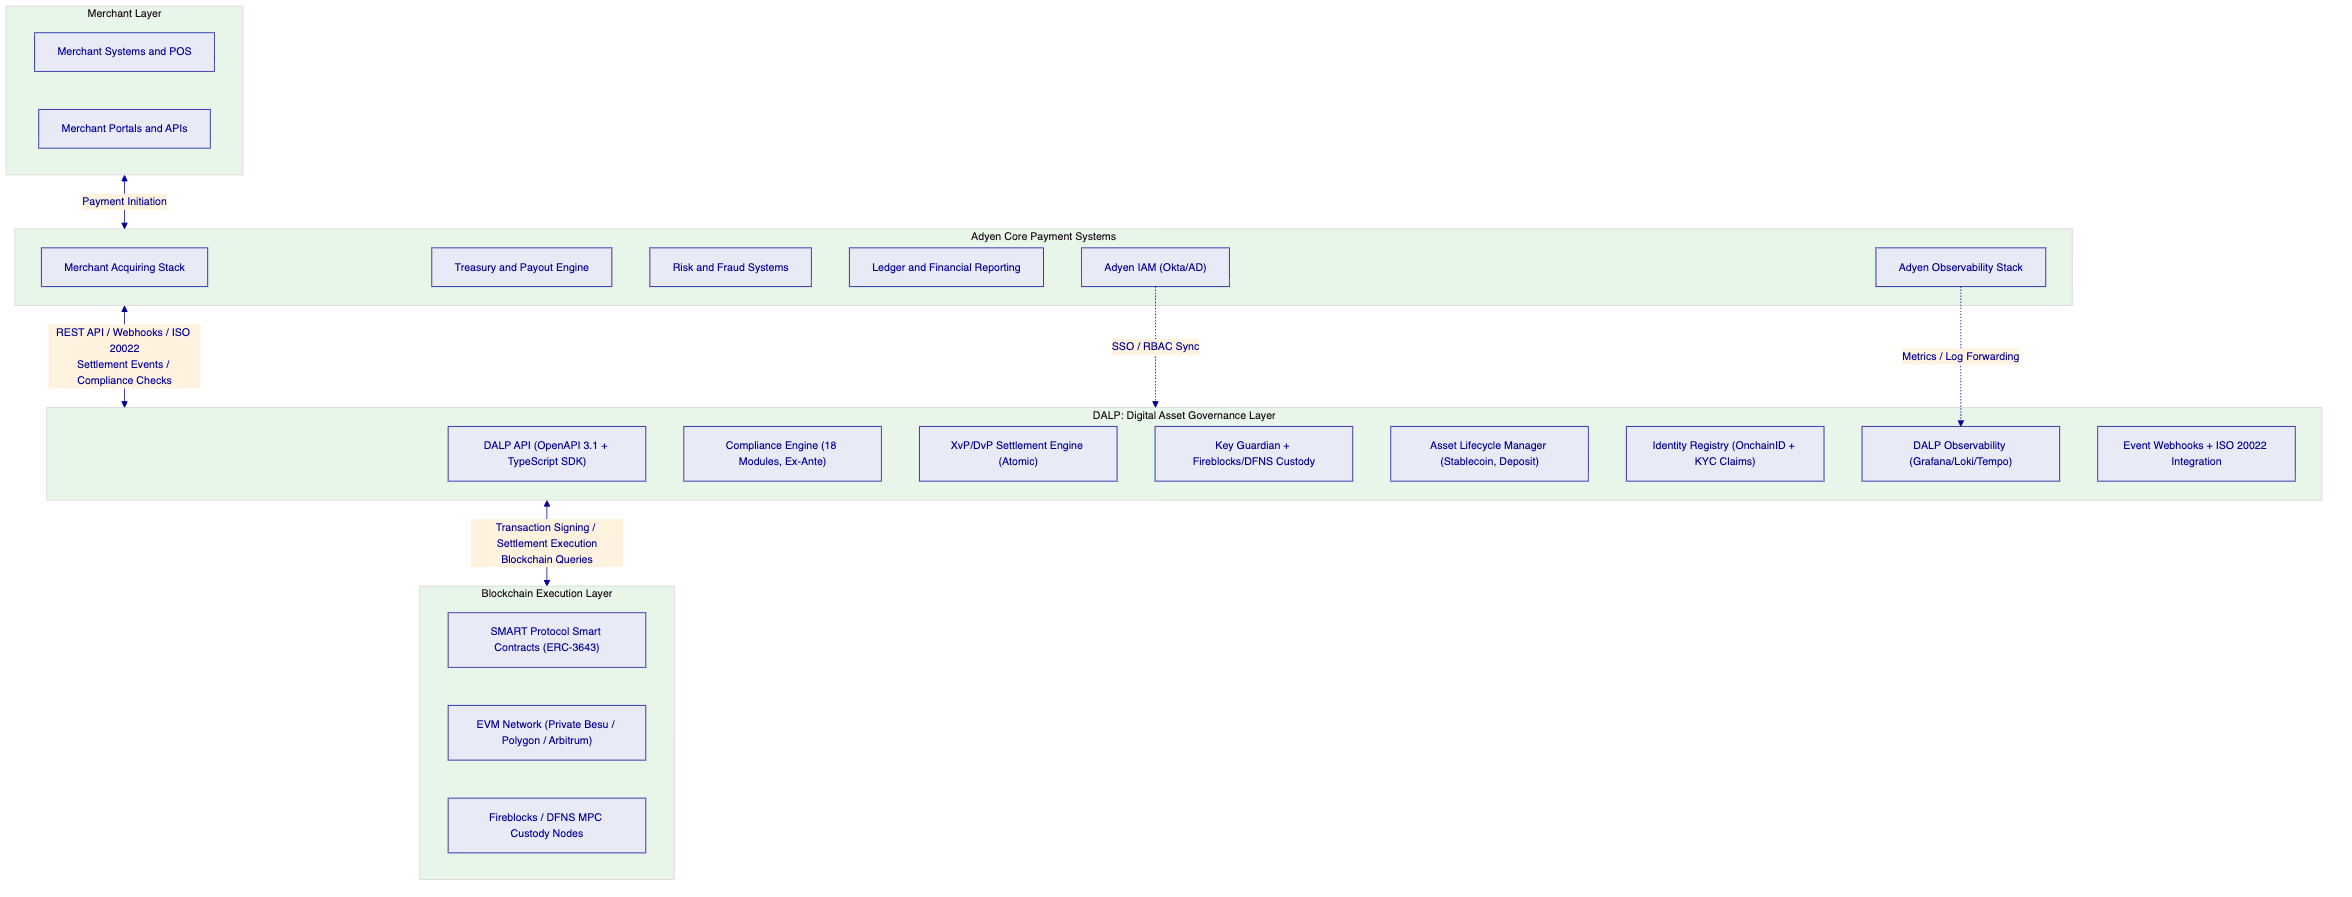 Merchant Layer
Merchant Systems and POS
Merchant Portals and APIs
Payment Initiation
Adyen Core Payment Systems
Merchant Acquiring Stack
Treasury and Payout Engine
Risk and Fraud Systems
Ledger and Financial Reporting
Adyen IAM (Okta/AD)
Adyen Observability Stack
REST API / Webhooks / ISO
20022
Settlement Events /
Compliance Checks
SSO / RBAC Sync
Metrics / Log Forwarding
DALP: Digital Asset Governance Layer
DALP API (OpenAPI 3.1 +
TypeScript SDK)
Compliance Engine (18
Modules, Ex-Ante)
XvP/DvP Settlement Engine
(Atomic)
Key Guardian +
Fireblocks/DFNS Custody
Asset Lifecycle Manager
(Stablecoin, Deposit)
Identity Registry (OnchainID +
KYC Claims)
DALP Observability
(Grafana/Loki/Tempo)
Event Webhooks + ISO 20022
Integration
Transaction Signing /
Settlement Execution
Blockchain Queries
Blockchain Execution Layer
SMART Protocol Smart
Contracts (ERC-3643)
EVM Network (Private Besu /
Polygon / Arbitrum)
Fireblocks / DFNS MPC
Custody Nodes